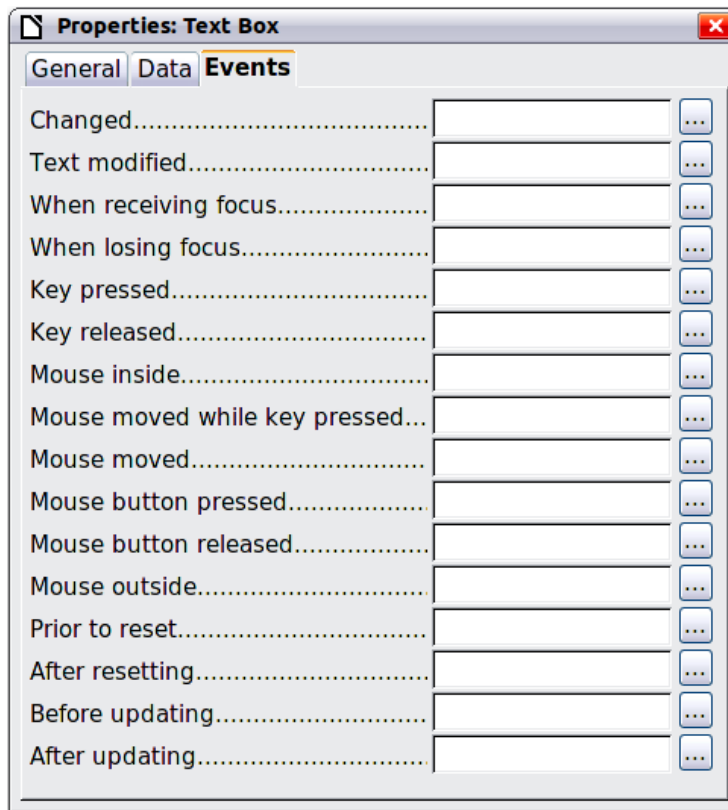 Properties: Text Box
General Data Events
Changed....................................... ...
Text modified................................ ...
When receiving focus................ ...
When losing focus......................... ...
Key pressed.................................. ...
Key released................................. ...
Mouse inside................................. ...
Mouse moved while key pressed... ...
Mouse moved............................... ...
Mouse button pressed................... ...
Mouse button released.................. ...
Mouse outside.............................. ...
Prior to reset................................. ...
After resetting............................... ...
Before updating............................ ...
After updating............................... ...